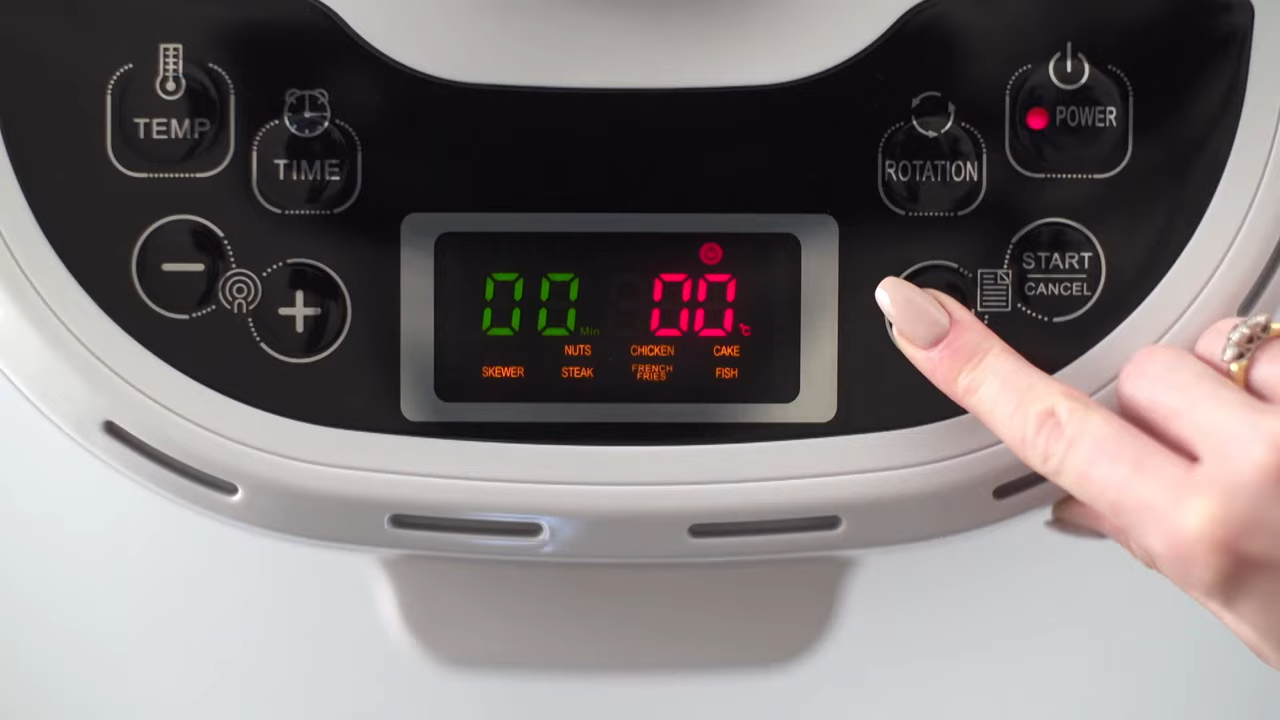 TEMP
TIME
ROTATION
POWER
START
CANCEL
00 Min
00 °C
NUTS CHICKEN CAKE
SKEWER STEAK FRENCH FRIES FISH